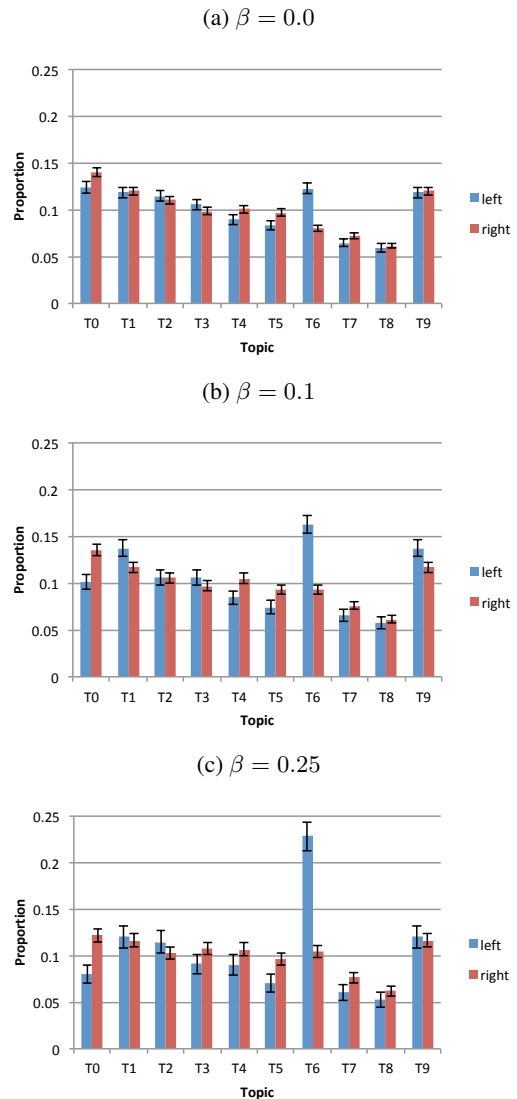 (a) β = 0.0
0.25
0.2
0.15
0.1
0.05
0
Proportion
T0 T1 T2 T3 T4 T5 T6 T7 T8 T9
Topic
left
right
(b) β = 0.1
0.25
0.2
0.15
0.1
0.05
0
Proportion
T0 T1 T2 T3 T4 T5 T6 T7 T8 T9
Topic
left
right
(c) β = 0.25
0.25
0.2
0.15
0.1
0.05
0
Proportion
T0 T1 T2 T3 T4 T5 T6 T7 T8 T9
Topic
left
right